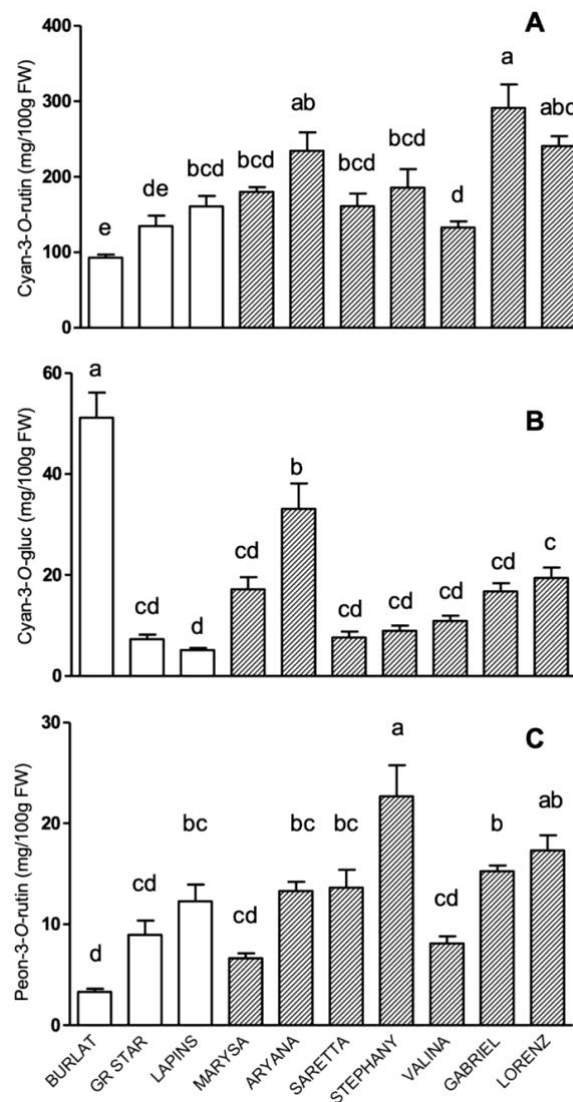 A
Cyan-3-O-rutin (mg/100g FW)
400
300
200
100
0
e
de
bcd
bcd
ab
bcd
bcd
d
a
abc
B
Cyan-3-O-gluc (mg/100g FW)
60
40
20
0
a
cd
d
cd
b
cd
cd
cd
cd
c
C
Peon-3-O-rutin (mg/100g FW)
30
20
10
0
d
cd
bc
cd
bc
bc
a
cd
b
ab
BURLAT
GR STAR
LAPINS
MARYSA
ARYANA
SARETTA
STEPHANY
VALINA
GABRIEL
LORENZ